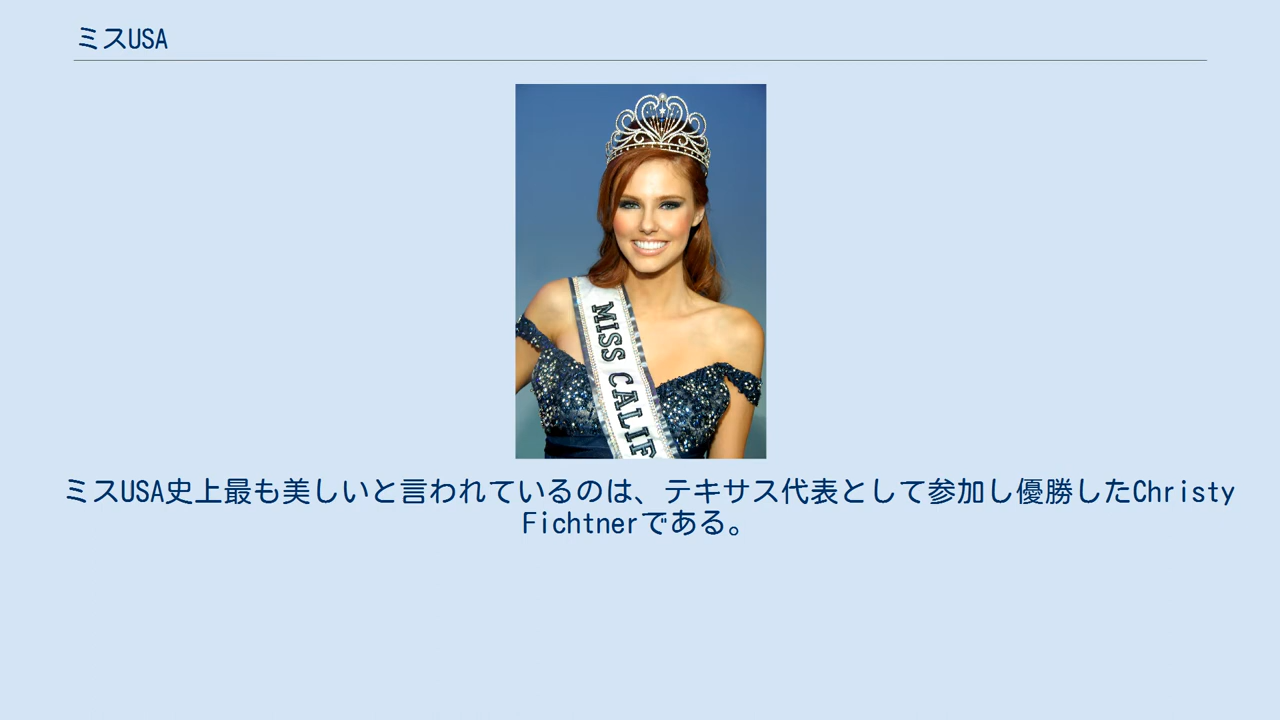 ミスUSA
MISS CALIF
ミスUSA史上最も美しいと言われているのは、テキサス代表として参加し優勝したChristy
Fichtnerである。